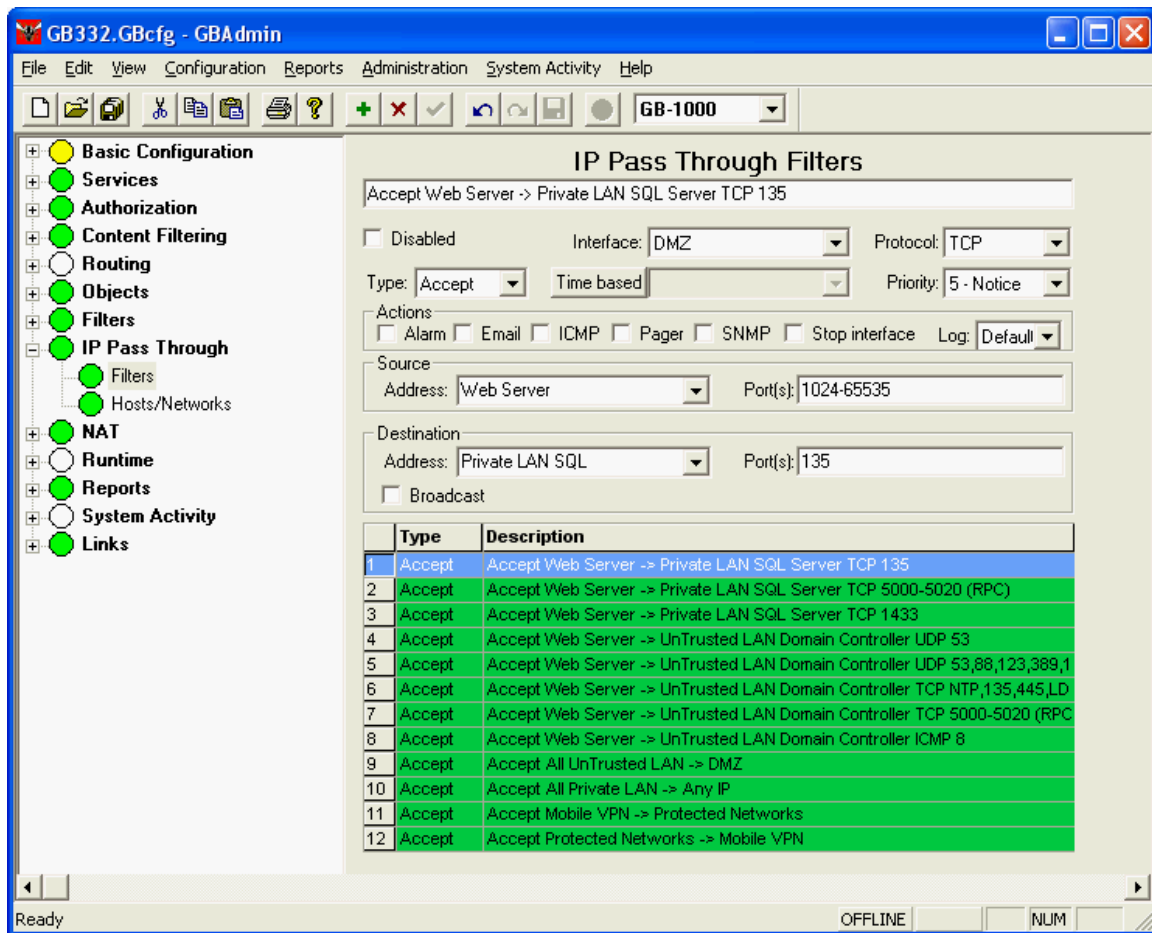 GB332.GBcfg - GBAdmin
File Edit View Configuration Reports Administration System Activity Help
GB-1000
Basic Configuration
Services
Authorization
Content Filtering
Routing
Objects
Filters
IP Pass Through
Filters
Hosts/Networks
NAT
Runtime
Reports
System Activity
Links
IP Pass Through Filters
Accept Web Server -> Private LAN SQL Server TCP 135
Disabled Interface: DMZ Protocol: TCP
Type: Accept Time based Priority: 5 - Notice
Actions
Alarm Email ICMP Pager SNMP Stop interface Log: Default
Source
Address: Web Server Port(s): 1024-65535
Destination
Address: Private LAN SQL Port(s): 135
Broadcast
Type Description
1 Accept Accept Web Server -> Private LAN SQL Server TCP 135
2 Accept Accept Web Server -> Private LAN SQL Server TCP 5000-5020 (RPC)
3 Accept Accept Web Server -> Private LAN SQL Server TCP 1433
4 Accept Accept Web Server -> UnTrusted LAN Domain Controller UDP 53
5 Accept Accept Web Server -> UnTrusted LAN Domain Controller UDP 53,88,123,389,1
6 Accept Accept Web Server -> UnTrusted LAN Domain Controller TCP NTP,135,445,LD
7 Accept Accept Web Server -> UnTrusted LAN Domain Controller TCP 5000-5020 (RPC
8 Accept Accept Web Server -> UnTrusted LAN Domain Controller ICMP 8
9 Accept Accept All UnTrusted LAN -> DMZ
10 Accept Accept All Private LAN -> Any IP
11 Accept Accept Mobile VPN -> Protected Networks
12 Accept Accept Protected Networks -> Mobile VPN
Ready OFFLINE NUM